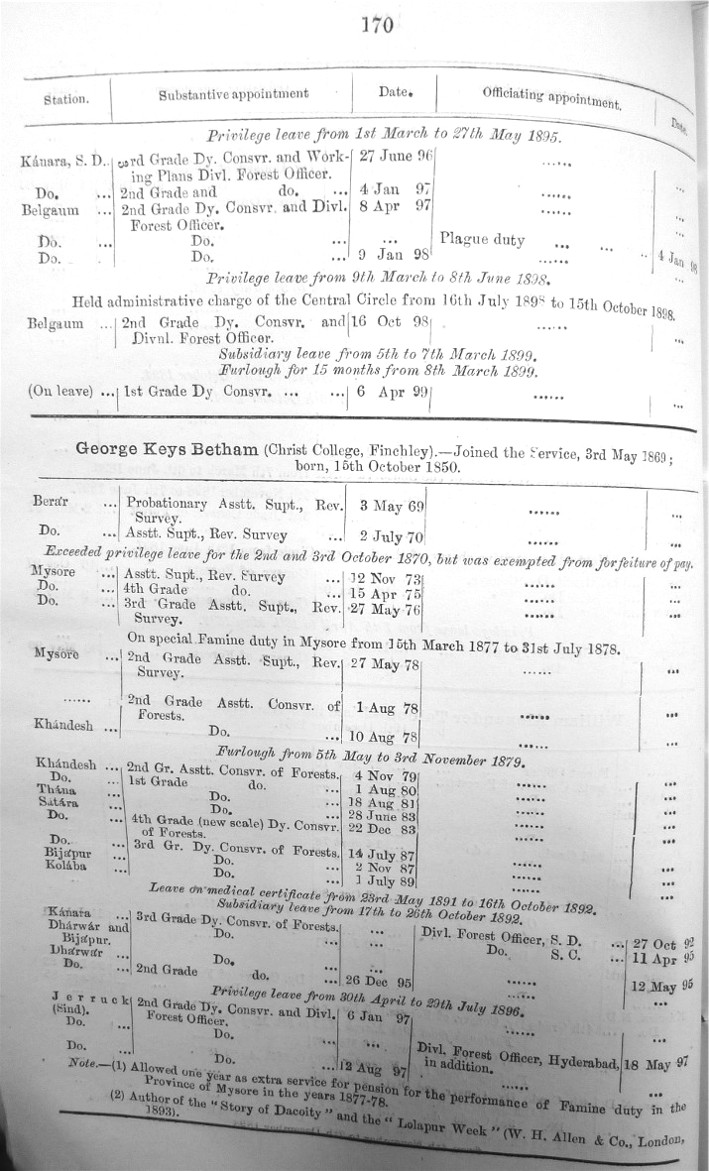 170
Station. Substantive appointment Date. Officiating appointment. Date.
Privilege leave from 1st March to 27th May 1895.
Kánara, S. D... 3rd Grade Dy. Consvr. and Work- 27 June 96 ...... ...
ing Plans Divl. Forest Officer.
Do. ... 2nd Grade and do. ... 4 Jan 97 ...... ...
Belgaum ... 2nd Grade Dy. Consvr. and Divl. 8 Apr 97 ...... ...
Forest Officer.
Do. ... Do. ... ... Plague duty ... ... .. 4 Jan 98
Do. . Do. ... 9 Jan 98 ...... ...
Privilege leave from 9th March to 8th June 1898.
Held administrative charge of the Central Circle from 16th July 1898 to 15th October 1898.
Belgaum ... 2nd Grade Dy. Consvr. and 16 Oct 98 ...... ...
Divnl. Forest Officer.
Subsidiary leave from 5th to 7th March 1899.
Furlough for 15 months from 8th March 1899.
(On leave) ... 1st Grade Dy Consvr. ... ... 6 Apr 99 ...... ...
George Keys Betham (Christ College, Finchley).—Joined the Service, 3rd May 1869;
born, 15th October 1850.
Berár ... Probationary Asstt. Supt., Rev. 3 May 69 ...... ...
Survey.
Do. ... Asstt. Supt., Rev. Survey ... 2 July 70 ...... ...
Exceeded privilege leave for the 2nd and 3rd October 1870, but was exempted from forfeiture of pay.
Mysore ... Asstt. Supt., Rev. Survey ... 12 Nov 73 ...... ...
Do. ... 4th Grade do. ... 15 Apr 75 ...... ...
Do. ... 3rd Grade Asstt. Supt., Rev. 27 May 76 ...... ...
Survey.
On special Famine duty in Mysore from 15th March 1877 to 31st July 1878.
Mysore ... 2nd Grade Asstt. Supt., Rev. 27 May 78 ...... ...
Survey.
...... 2nd Grade Asstt. Consvr. of 1 Aug 78 ...... ...
Forests.
Khándesh ... Do. ... 10 Aug 78 ...... ...
Furlough from 5th May to 3rd November 1879.
Khándesh ... 2nd Gr. Asstt. Consvr of Forests. 4 Nov 79 ...... ...
Do. ... 1st Grade do. ... 1 Aug 80 ...... ...
Thána ... Do. ... 18 Aug 81 ...... ...
Satára ... Do. ... 28 June 83 ...... ...
Do. ... 4th Grade (new scale) Dy. Consvr. 22 Dec 83 ...... ...
of Forests.
Do. ... 3rd Gr. Dy. Consvr. of Forests. 14 July 87 ...... ...
Bijápur ... Do. ... 2 Nov 87 ...... ...
Kolába ... Do. ... 1 July 89 ...... ...
Leave on medical certificate from 23rd May 1891 to 16th October 1892.
Subsidiary leave from 17th to 26th October 1892.
Kánara ... 3rd Grade Dy. Consvr. of Forests. ... Divl. Forest Officer, S. D. ... 27 Oct 92
Dhárwár and Do. ... ... Do. S. C. ... 11 Apr 95
Bijápur.
Dhárwár ... Do. ... ... ...... 12 May 95
Do. ... 2nd Grade do. ... 26 Dec 95 ...... ...
Privilege leave from 30th April to 29th July 1896.
Jerruck (Sind). 2nd Grade Dy. Consvr. and Divl. 6 Jan 97 ...... ...
Forest Officer.
Do. ... Do. ... ... Divl. Forest Officer, Hyderabad, 18 May 97
in addition.
Do. ... Do. ... 12 Aug 97 ...... ...
Note.—(1) Allowed one year as extra service for pension for the performance of Famine duty in the
Province of Mysore in the years 1877-78.
(2) Author of the "Story of Dacoity" and the "Lolapur Week" (W. H. Allen & Co., London,
1893).